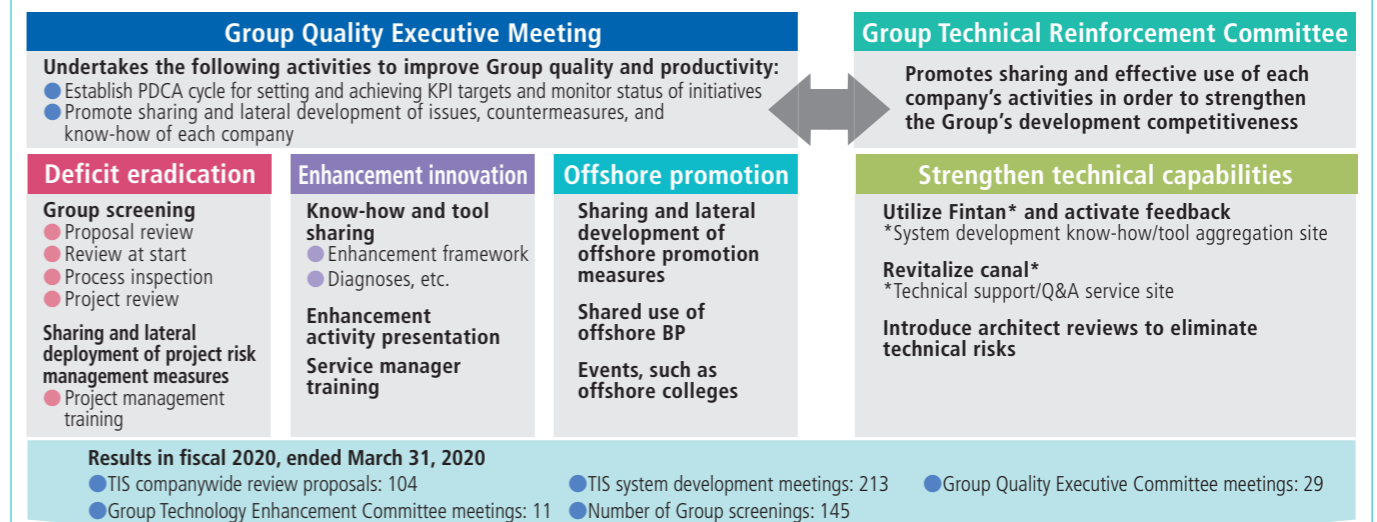 Group Quality Executive Meeting
Undertakes the following activities to improve Group quality and productivity:
● Establish PDCA cycle for setting and achieving KPI targets and monitor status of initiatives
● Promote sharing and lateral development of issues, countermeasures, and
know-how of each company
Group Technical Reinforcement Committee
Promotes sharing and effective use of each
company's activities in order to strengthen
the Group's development competitiveness
Deficit eradication
Group screening
● Proposal review
● Review at start
● Process inspection
● Project review
Sharing and lateral
deployment of project risk
management measures
● Project management
training
Enhancement innovation
Know-how and tool
sharing
● Enhancement framework
● Diagnoses, etc.
Enhancement
activity presentation
Service manager
training
Offshore promotion
Sharing and lateral
development of
offshore promotion
measures
Shared use of
offshore BP
Events, such as
offshore colleges
Strengthen technical capabilities
Utilize Fintan* and activate feedback
*System development know-how/tool aggregation site
Revitalize canal*
*Technical support/Q&A service site
Introduce architect reviews to eliminate
technical risks
Results in fiscal 2020, ended March 31, 2020
● TIS companywide review proposals: 104
● TIS system development meetings: 213
● Group Quality Executive Committee meetings: 29
● Group Technology Enhancement Committee meetings: 11
● Number of Group screenings: 145